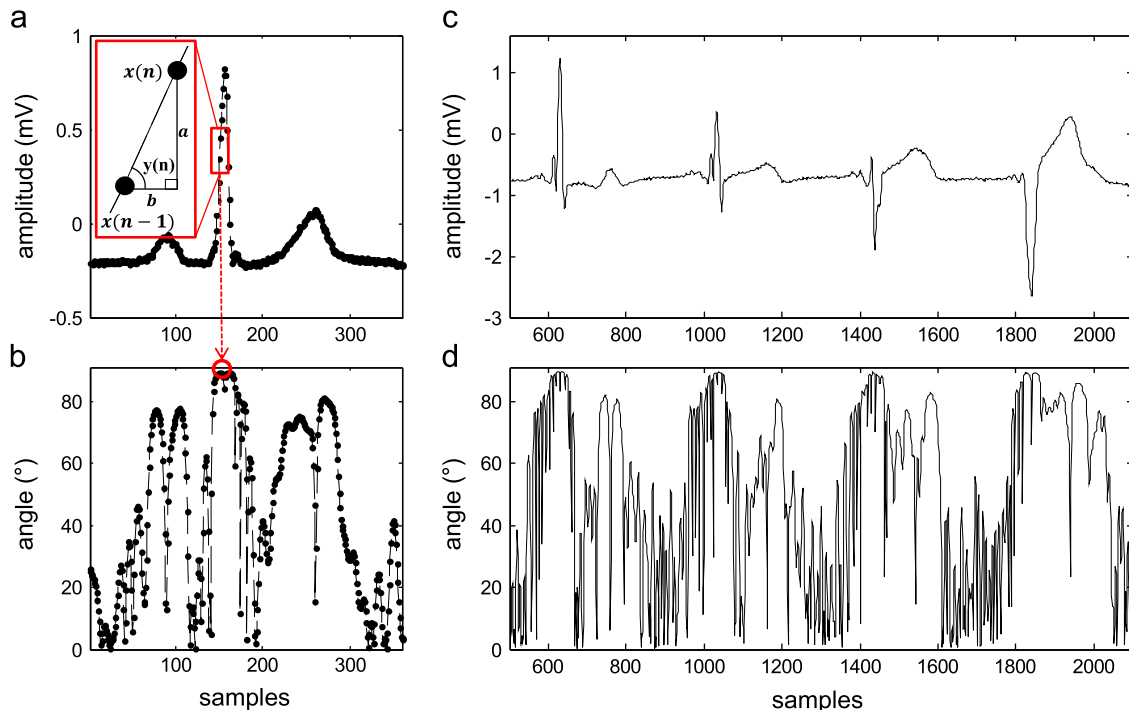 a
amplitude (mV)
1
0.5
0
-0.5
x(n)
a
y(n)
b
x(n − 1)
100
200
300
b
angle (°)
80
60
40
20
0
100
200
300
samples
c
amplitude (mV)
1
0
-1
-2
-3
600
800
1000
1200
1400
1600
1800
2000
d
angle (°)
80
60
40
20
0
600
800
1000
1200
1400
1600
1800
2000
samples